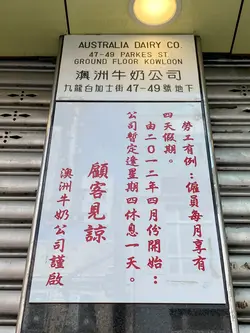 AUSTRALIA DAIRY CO.
47-49 PARKES ST.
GROUND FLOOR KOWLOON
澳洲牛奶公司
九龍白加士街47-49號地下
勞工有例：僱員每月享有
四天假期。
由二〇一二年四月份開始：
公司暫定逢星期四休息一天。
顧客見諒
澳洲牛奶公司謹啟